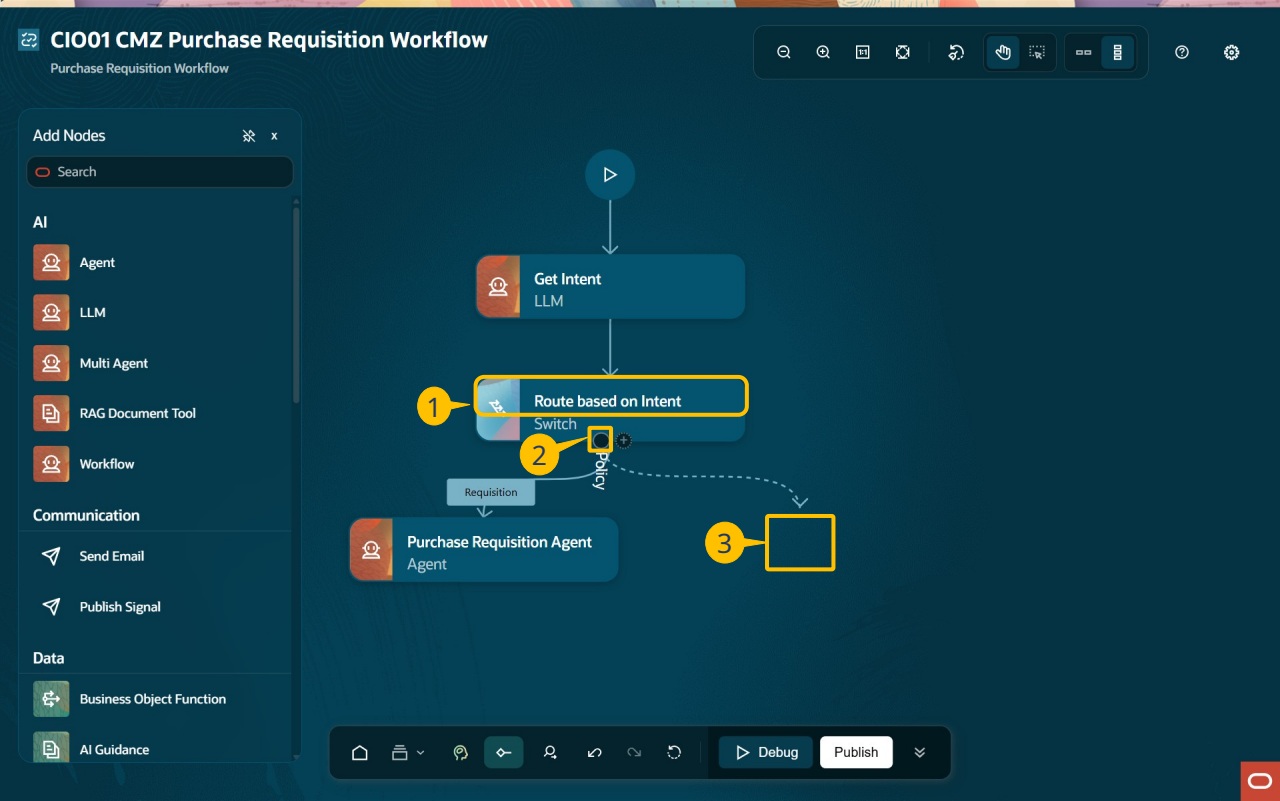 CIO01 CMZ Purchase Requisition Workflow
Purchase Requisition Workflow
1:1
Add Nodes
x
Search
AI
Agent
LLM
Multi Agent
RAG Document Tool
Workflow
Communication
Send Email
Publish Signal
Data
Business Object Function
AI Guidance
Get Intent
LLM
1
Route based on Intent
Switch
2
Policy
Requisition
Purchase Requisition Agent
Agent
3
Debug
Publish